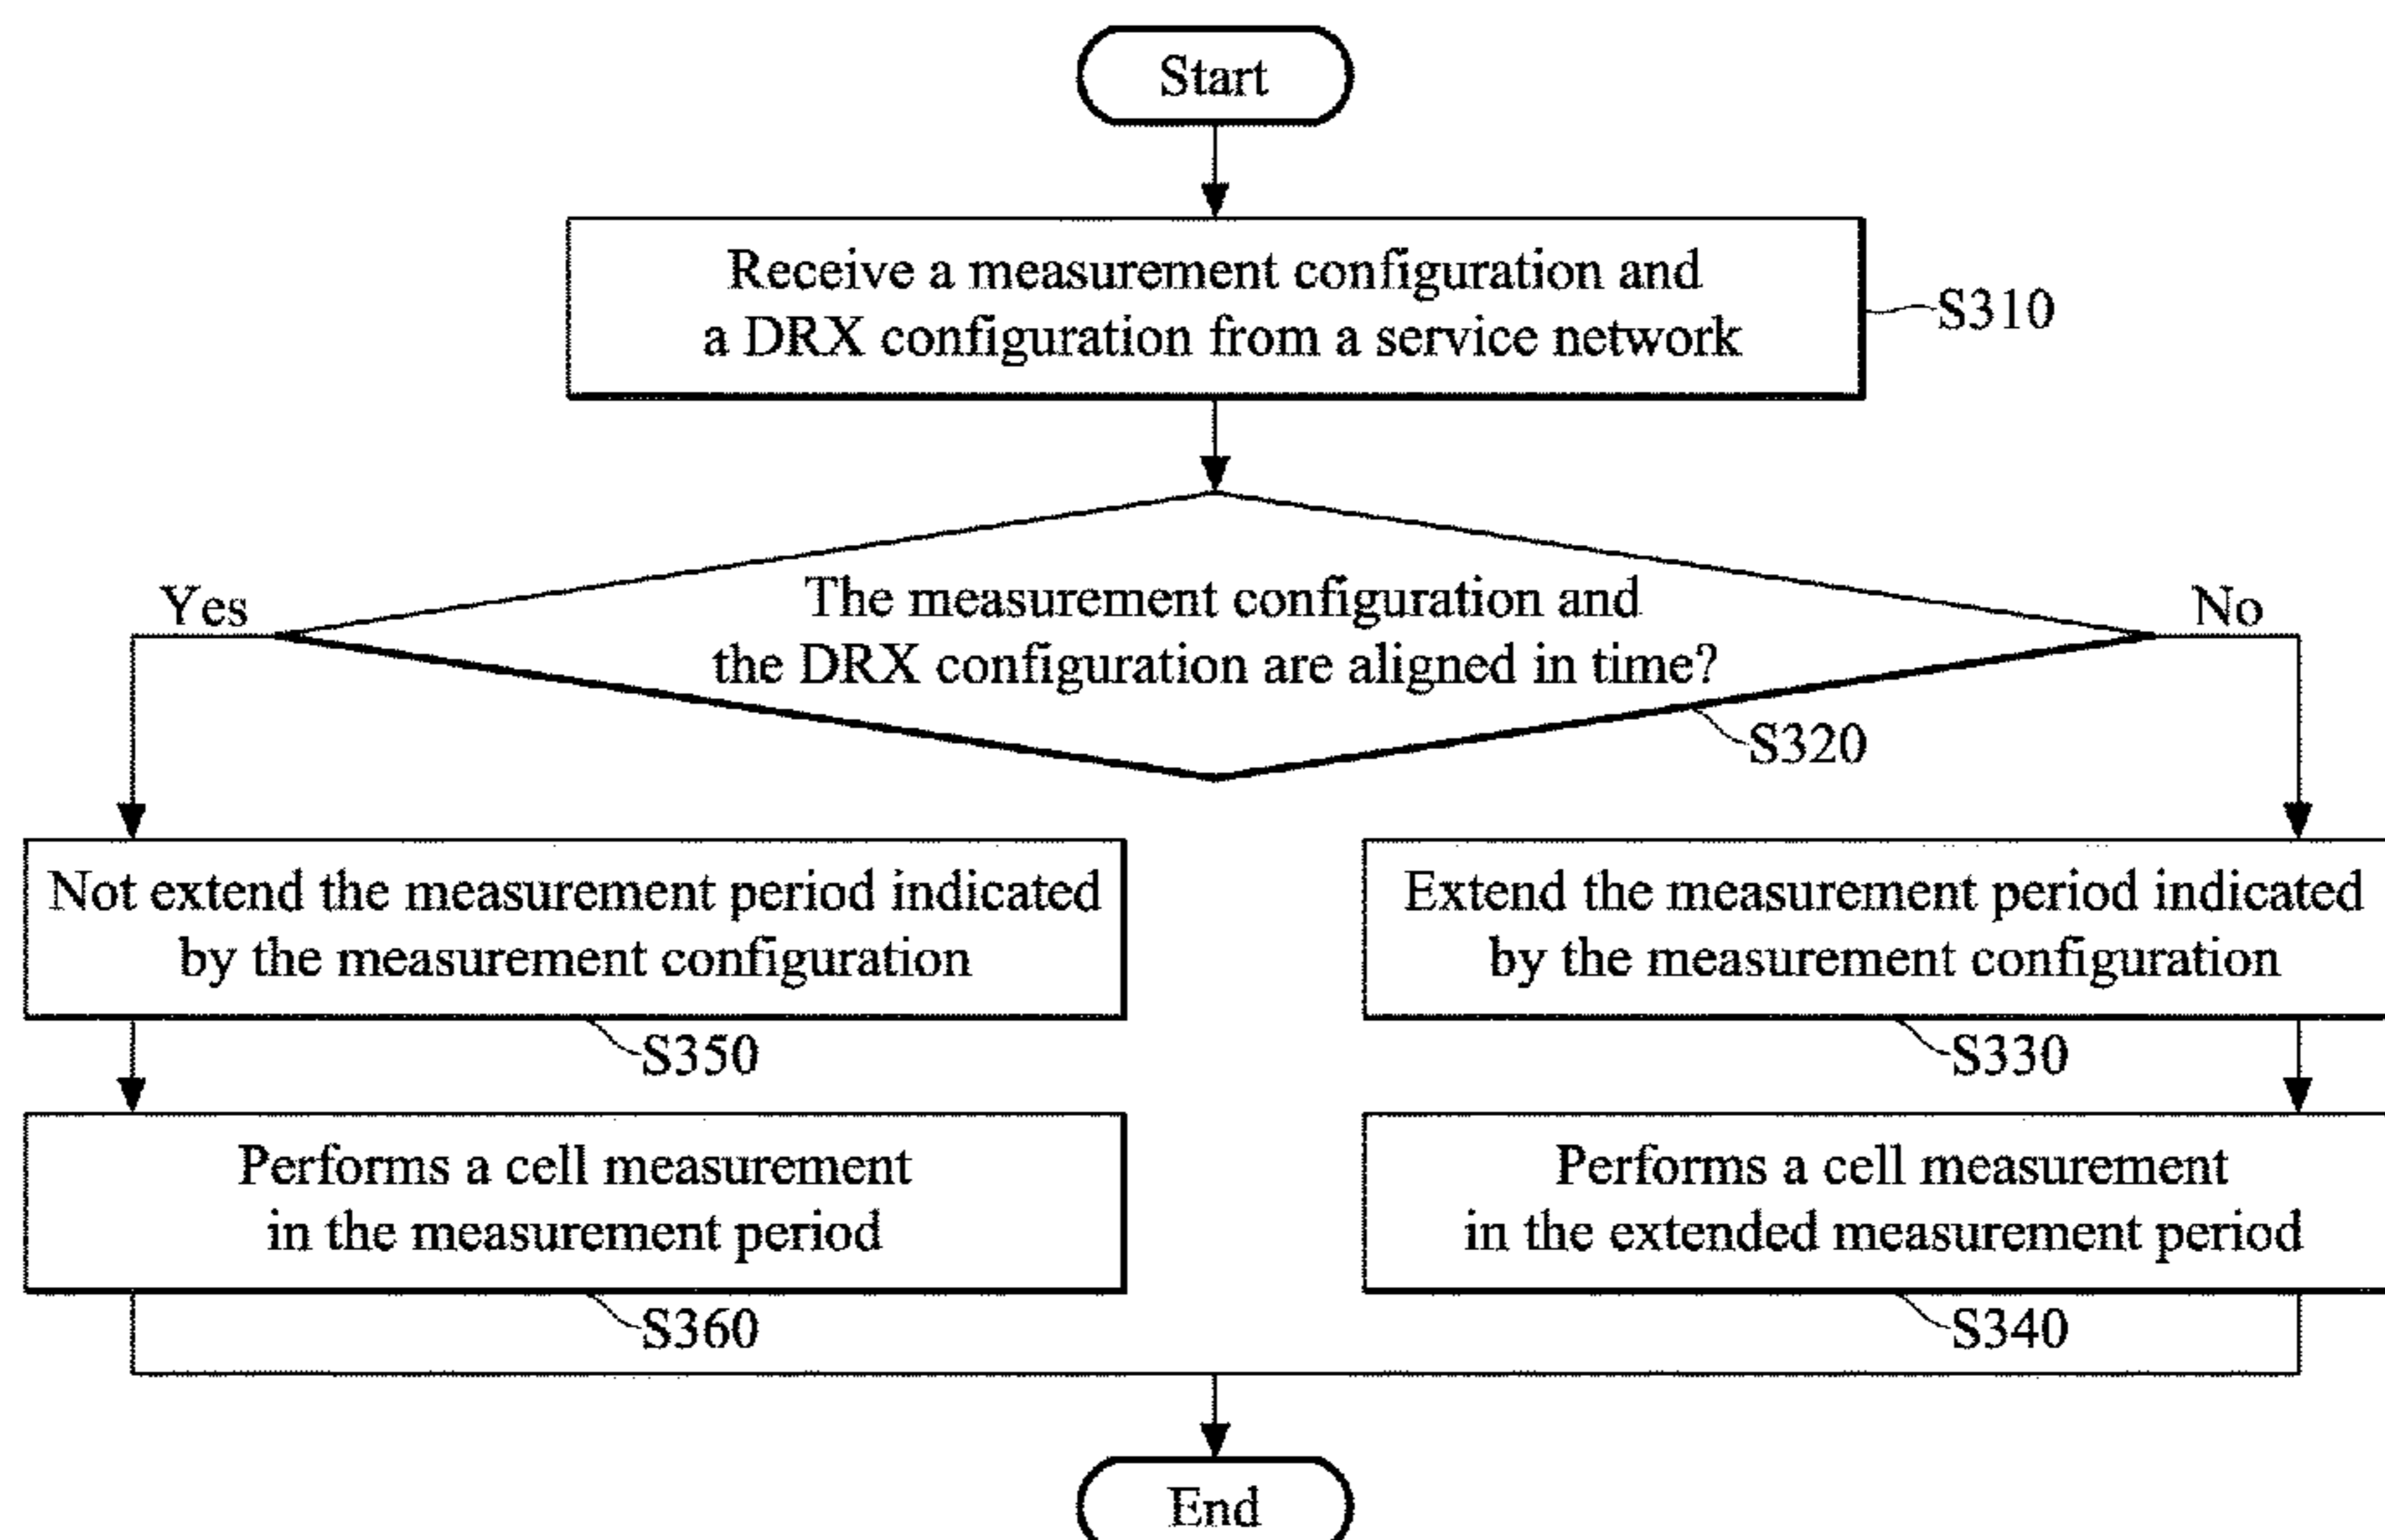 Start
Receive a measurement configuration and
a DRX configuration from a service network
S310
The measurement configuration and
the DRX configuration are aligned in time?
Yes
No
S320
Not extend the measurement period indicated
by the measurement configuration
S350
Extend the measurement period indicated
by the measurement configuration
S330
Performs a cell measurement
in the measurement period
S360
Performs a cell measurement
in the extended measurement period
S340
End